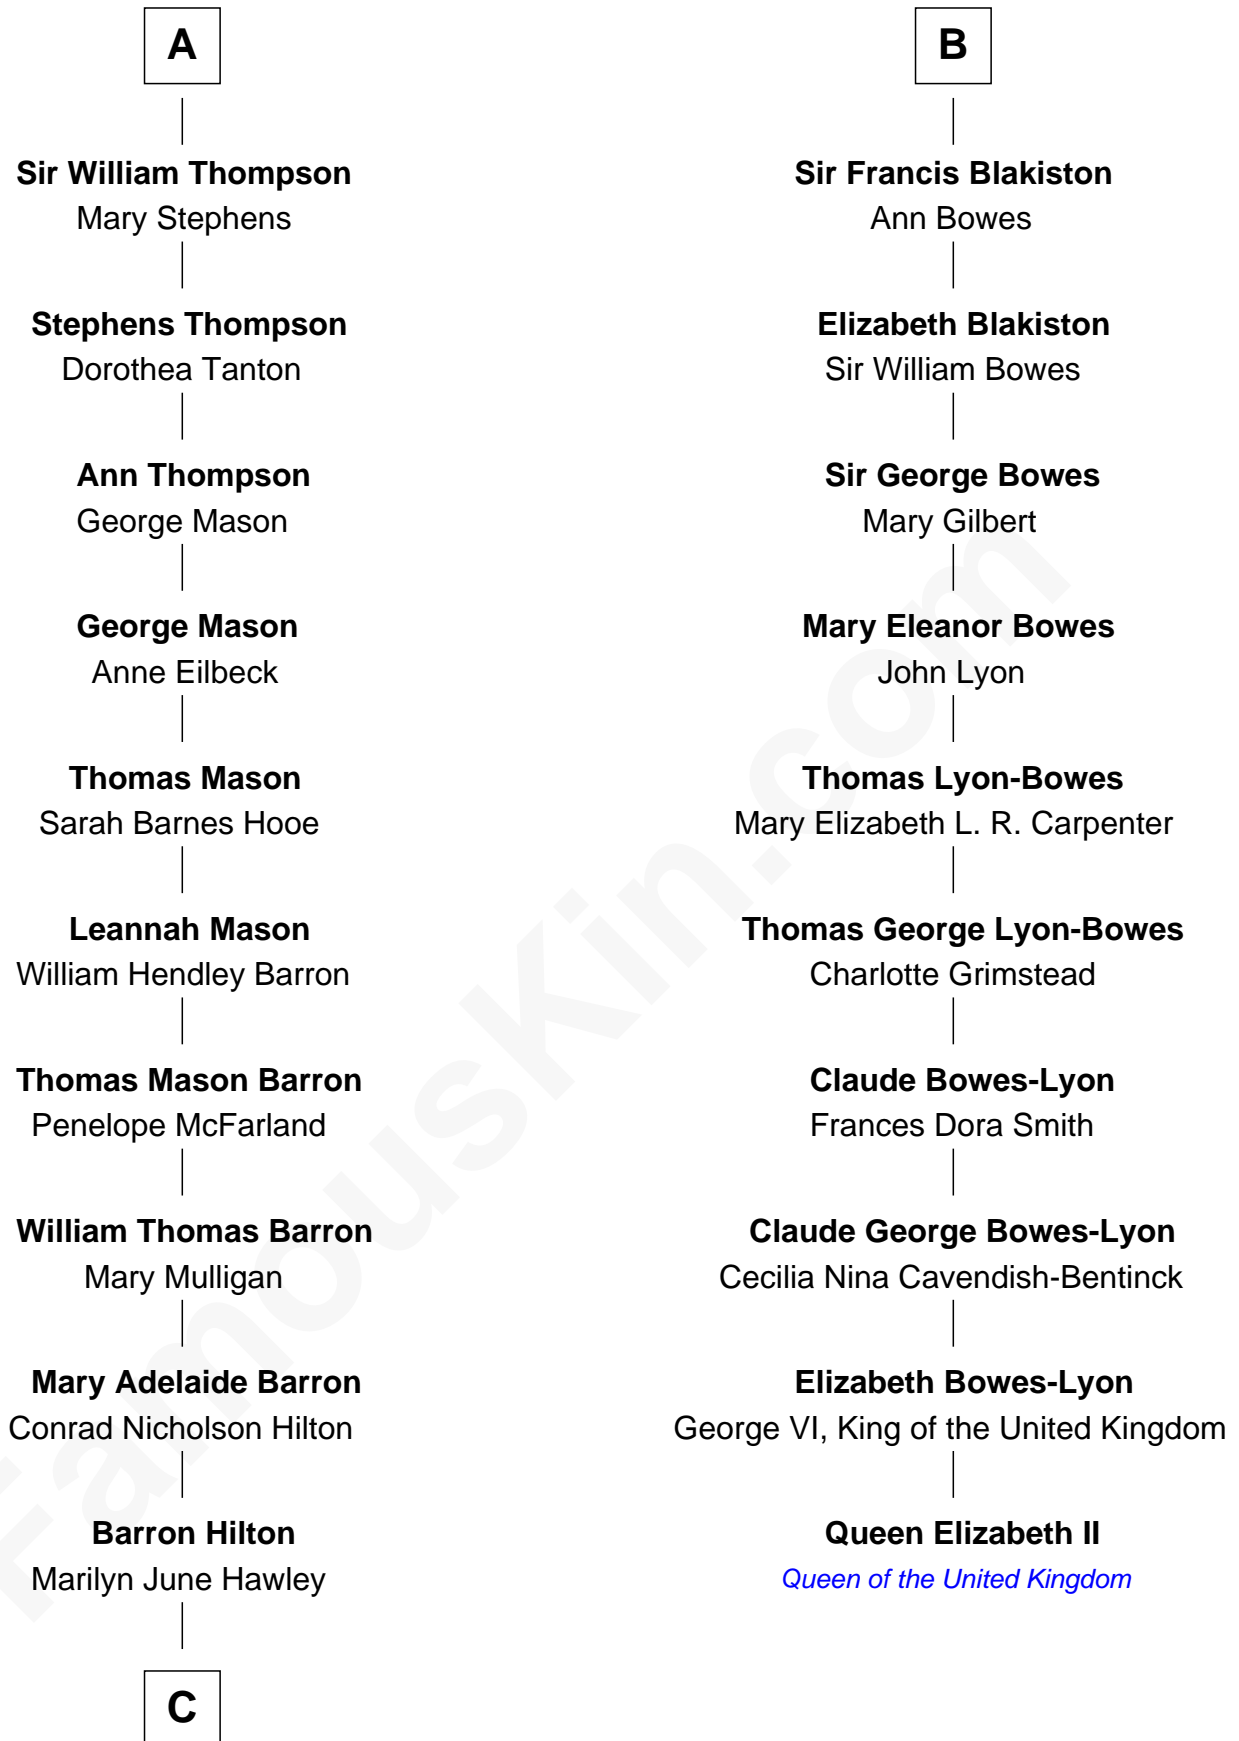 A
Sir William Thompson
Mary Stephens
Stephens Thompson
Dorothea Tanton
Ann Thompson
George Mason
George Mason
Anne Eilbeck
Thomas Mason
Sarah Barnes Hooe
Leannah Mason
William Hendley Barron
Thomas Mason Barron
Penelope McFarland
William Thomas Barron
Mary Mulligan
Mary Adelaide Barron
Conrad Nicholson Hilton
Barron Hilton
Marilyn June Hawley
C
B
Sir Francis Blakiston
Ann Bowes
Elizabeth Blakiston
Sir William Bowes
Sir George Bowes
Mary Gilbert
Mary Eleanor Bowes
John Lyon
Thomas Lyon-Bowes
Mary Elizabeth L. R. Carpenter
Thomas George Lyon-Bowes
Charlotte Grimstead
Claude Bowes-Lyon
Frances Dora Smith
Claude George Bowes-Lyon
Cecilia Nina Cavendish-Bentinck
Elizabeth Bowes-Lyon
George VI, King of the United Kingdom
Queen Elizabeth II
Queen of the United Kingdom
FamousKin.com